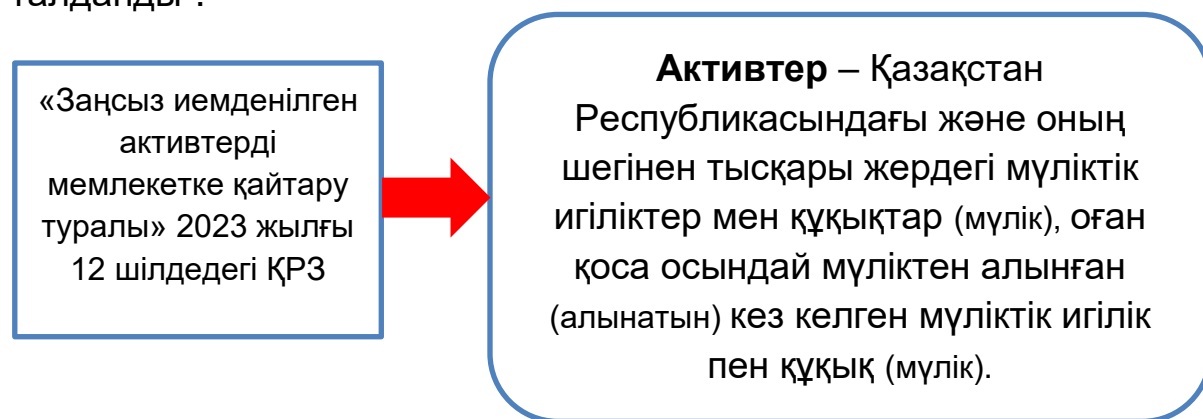 талданды .
«Заңсыз иемденілген
активтерді
мемлекетке қайтару
туралы» 2023 жылғы
12 шілдедегі ҚРЗ
Активтер – Қазақстан
Республикасындағы және оның
шегінен тысқары жердегі мүліктік
игіліктер мен құқықтар (мүлік), оған
қоса осындай мүліктен алынған
(алынатын) кез келген мүліктік игілік
пен құқық (мүлік).